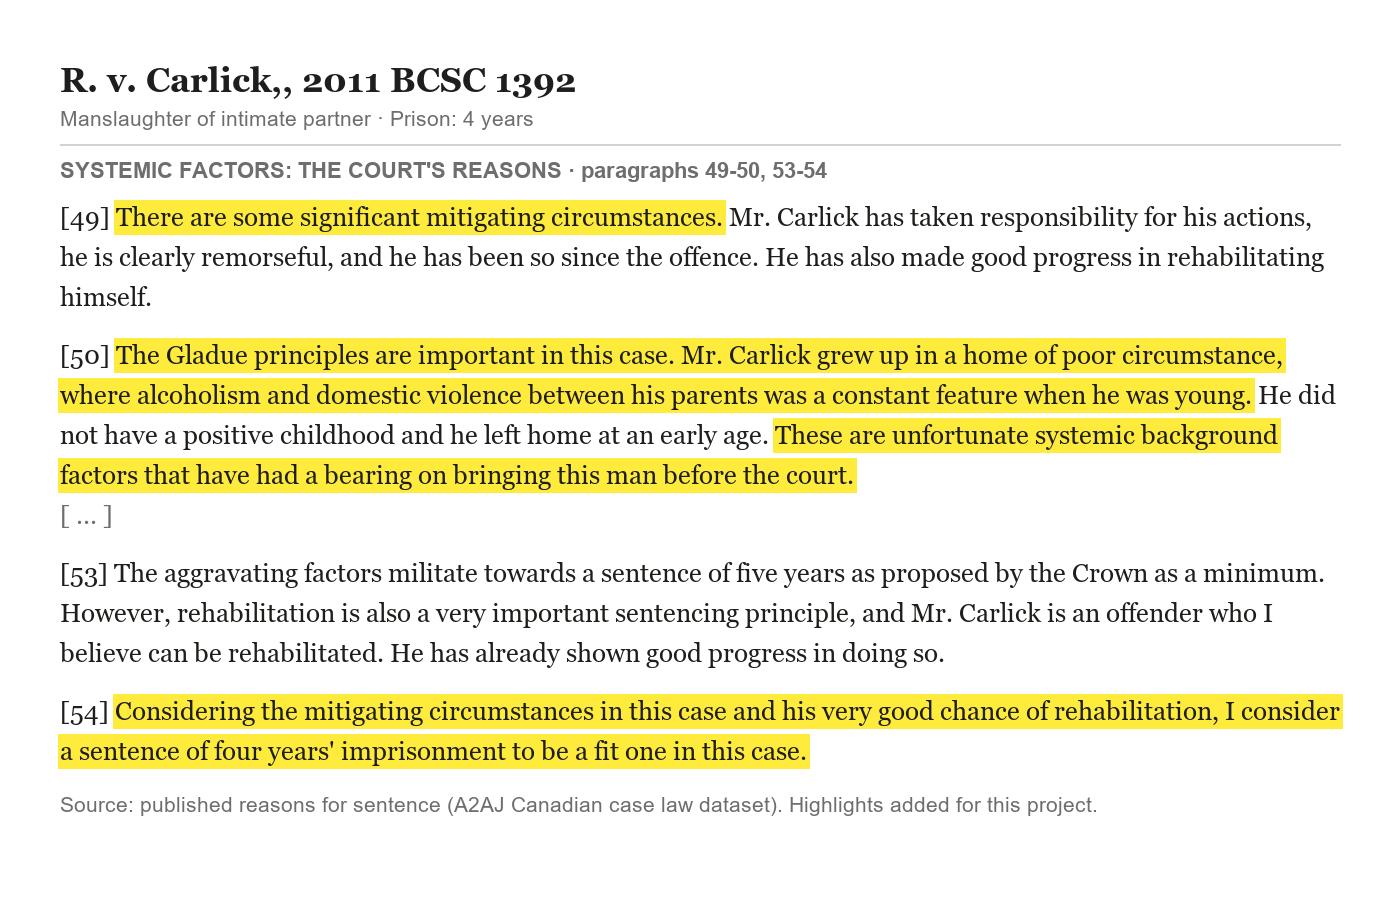 R. v. Carlick,, 2011 BCSC 1392
Manslaughter of intimate partner · Prison: 4 years
SYSTEMIC FACTORS: THE COURT'S REASONS · paragraphs 49-50, 53-54
[49] There are some significant mitigating circumstances. Mr. Carlick has taken responsibility for his actions,
he is clearly remorseful, and he has been so since the offence. He has also made good progress in rehabilitating
himself.
[50] The Gladue principles are important in this case. Mr. Carlick grew up in a home of poor circumstance,
where alcoholism and domestic violence between his parents was a constant feature when he was young. He did
not have a positive childhood and he left home at an early age. These are unfortunate systemic background
factors that have had a bearing on bringing this man before the court.
[ ... ]
[53] The aggravating factors militate towards a sentence of five years as proposed by the Crown as a minimum.
However, rehabilitation is also a very important sentencing principle, and Mr. Carlick is an offender who I
believe can be rehabilitated. He has already shown good progress in doing so.
[54] Considering the mitigating circumstances in this case and his very good chance of rehabilitation, I consider
a sentence of four years' imprisonment to be a fit one in this case.
Source: published reasons for sentence (A2AJ Canadian case law dataset). Highlights added for this project.